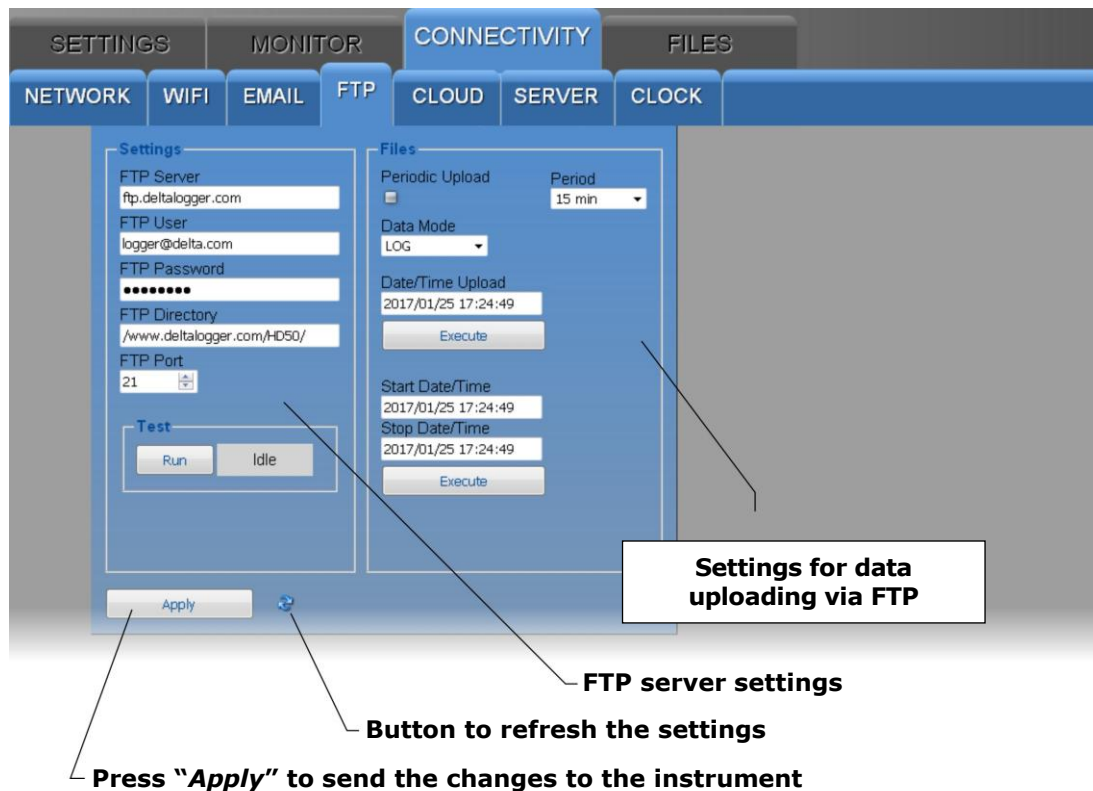 SETTINGS MONITOR CONNECTIVITY FILES
NETWORK WIFI EMAIL FTP CLOUD SERVER CLOCK
Settings
FTP Server
ftp.deltalogger.com
FTP User
logger@delta.com
FTP Password
••••••••
FTP Directory
/www.deltalogger.com/HD50/
FTP Port
21
Test
Run Idle
Files
Periodic Upload Period
15 min
Data Mode
LOG
Date/Time Upload
2017/01/25 17:24:49
Execute
Start Date/Time
2017/01/25 17:24:49
Stop Date/Time
2017/01/25 17:24:49
Execute
Apply
Settings for data
uploading via FTP
FTP server settings
Button to refresh the settings
Press “Apply” to send the changes to the instrument